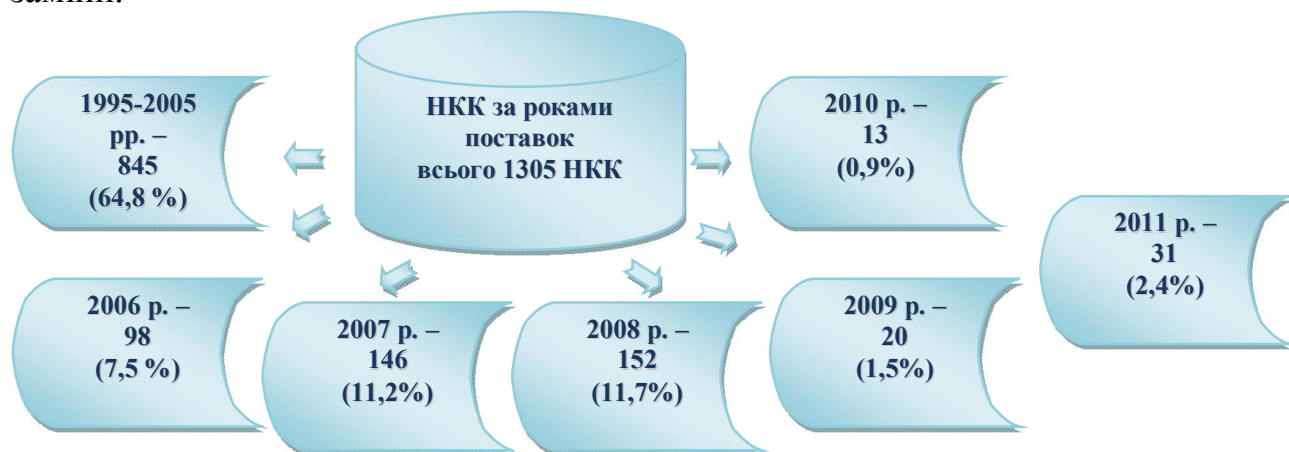 1995-2005
рр. –
845
(64,8 %)
НКК за роками
поставок
всього 1305 НКК
2010 р. –
13
(0,9%)
2011 р. –
31
(2,4%)
2006 р. –
98
(7,5 %)
2007 р. –
146
(11,2%)
2008 р. –
152
(11,7%)
2009 р. –
20
(1,5%)